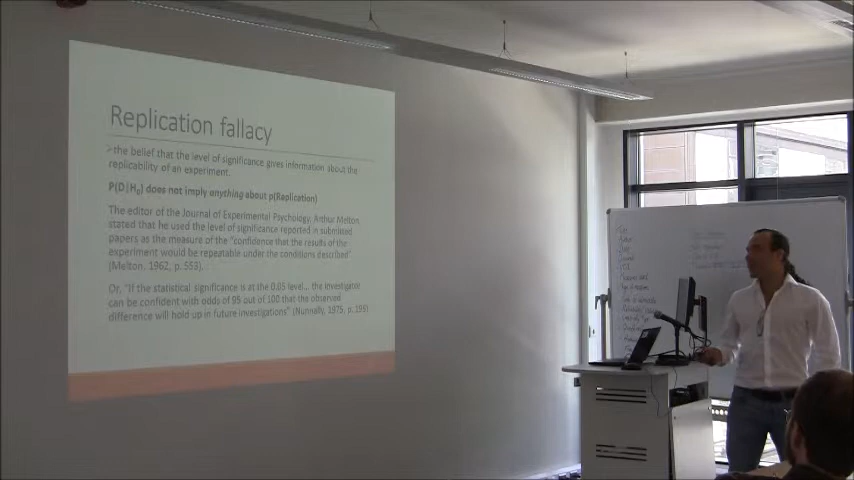 Replication fallacy
the belief that the level of significance gives information about the
replicability of an experiment.
P(D|H0) does not imply anything about p(Replication)
The editor of the Journal of Experimental Psychology, Arthur Melton,
stated that he used the level of significance reported in submitted
papers as the measure of the "confidence that the results of the
experiment would be repeatable under the conditions described"
(Melton, 1962, p. 553).
Or, "If the statistical significance is at the 0.05 level... the investigator
can be confident with odds of 95 out of 100 that the observed
difference will hold up in future investigations" (Nunnally, 1975, p. 195)